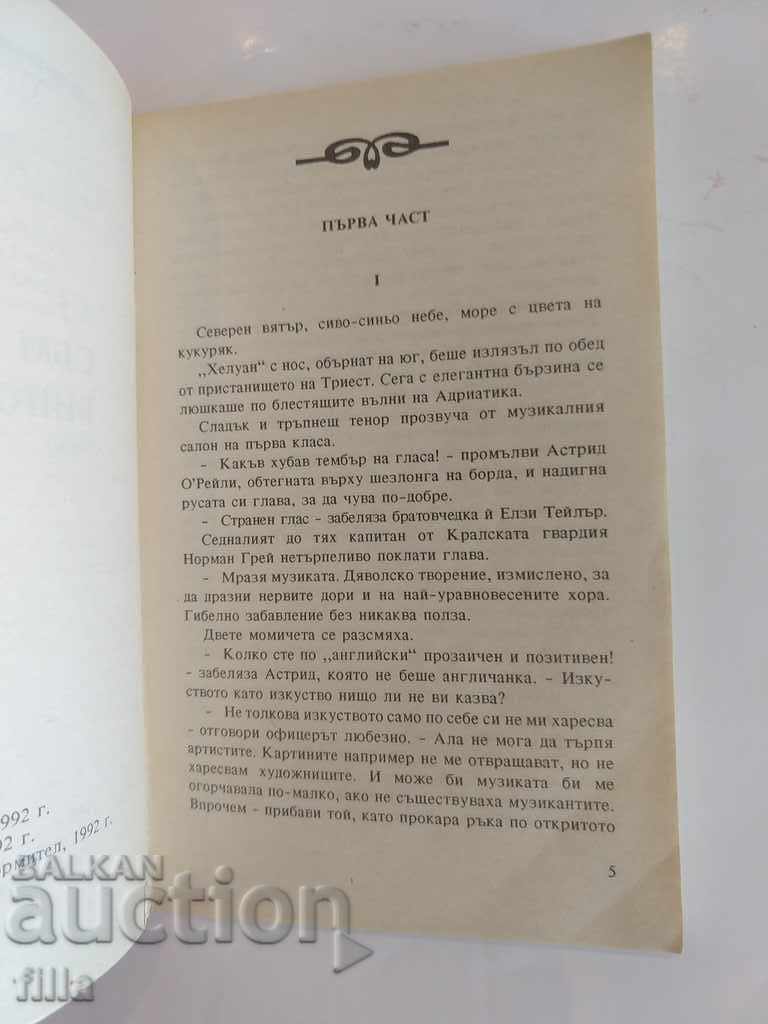 ПЪРВА ЧАСТ
I
Северен вятър, сиво-синьо небе, море с цвета на
кукуряк.
„Хелуан“ с нос, обърнат на юг, беше излязъл по обед
от пристанището на Триест. Сега с елегантна бързина се
люшкаше по блестящите вълни на Адриатика.
Сладък и тръпнещ тенор прозвуча от музикалния
салон на първа класа.
– Какъв хубав тембър на гласа! – промълви Астрид
О'Рейли, обтегната върху шезлонга на борда, и надигна
русата си глава, за да чува по-добре.
– Странен глас – забеляза братовчедка ѝ Елзи Тейлър.
Седналият до тях капитан от Кралската гвардия
Норман Грей нетърпеливо поклати глава.
– Мразя музиката. Дяволско творение, измислено, за
да дразни нервите дори и на най-уравновесените хора.
Гибелно забавление без никаква полза.
Двете момичета се разсмяха.
– Колко сте по „английски“ прозаичен и позитивен!
– забеляза Астрид, която не беше англичанка. – Изку-
ството като изкуство нищо ли не ви казва?
– Не толкова изкуството само по себе си не ми харесва
– отговори офицерът любезно. – Ала не мога да търпя
артистите. Картините например не ме отвращават, но не
харесвам художниците. И може би музиката би ме
огорчавала по-малко, ако не съществуваха музикантите.
Впрочем – прибави той, като прокара ръка по откритото
5
992 г.
92 г.
ормител, 1992 г.
BALKAN
auction
filla